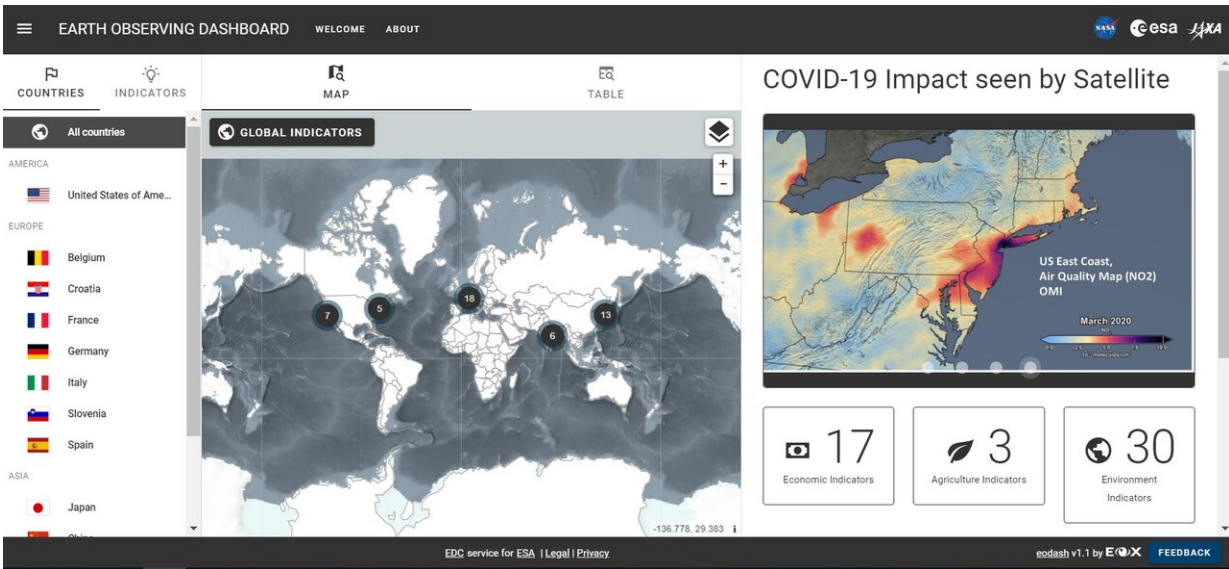 EARTH OBSERVING DASHBOARD WELCOME ABOUT
NASA esa JAXA
COUNTRIES INDICATORS
All countries
AMERICA
United States of Ame...
EUROPE
Belgium
Croatia
France
Germany
Italy
Slovenia
Spain
ASIA
Japan
MAP TABLE
GLOBAL INDICATORS
+
-
7
5
18
6
13
-136.778, 29.383 i
COVID-19 Impact seen by Satellite
US East Coast,
Air Quality Map (NO2)
OMI
March 2020
17
Economic Indicators
3
Agriculture Indicators
30
Environment
Indicators
EDC service for ESA | Legal | Privacy
eodash v1.1 by EOX FEEDBACK